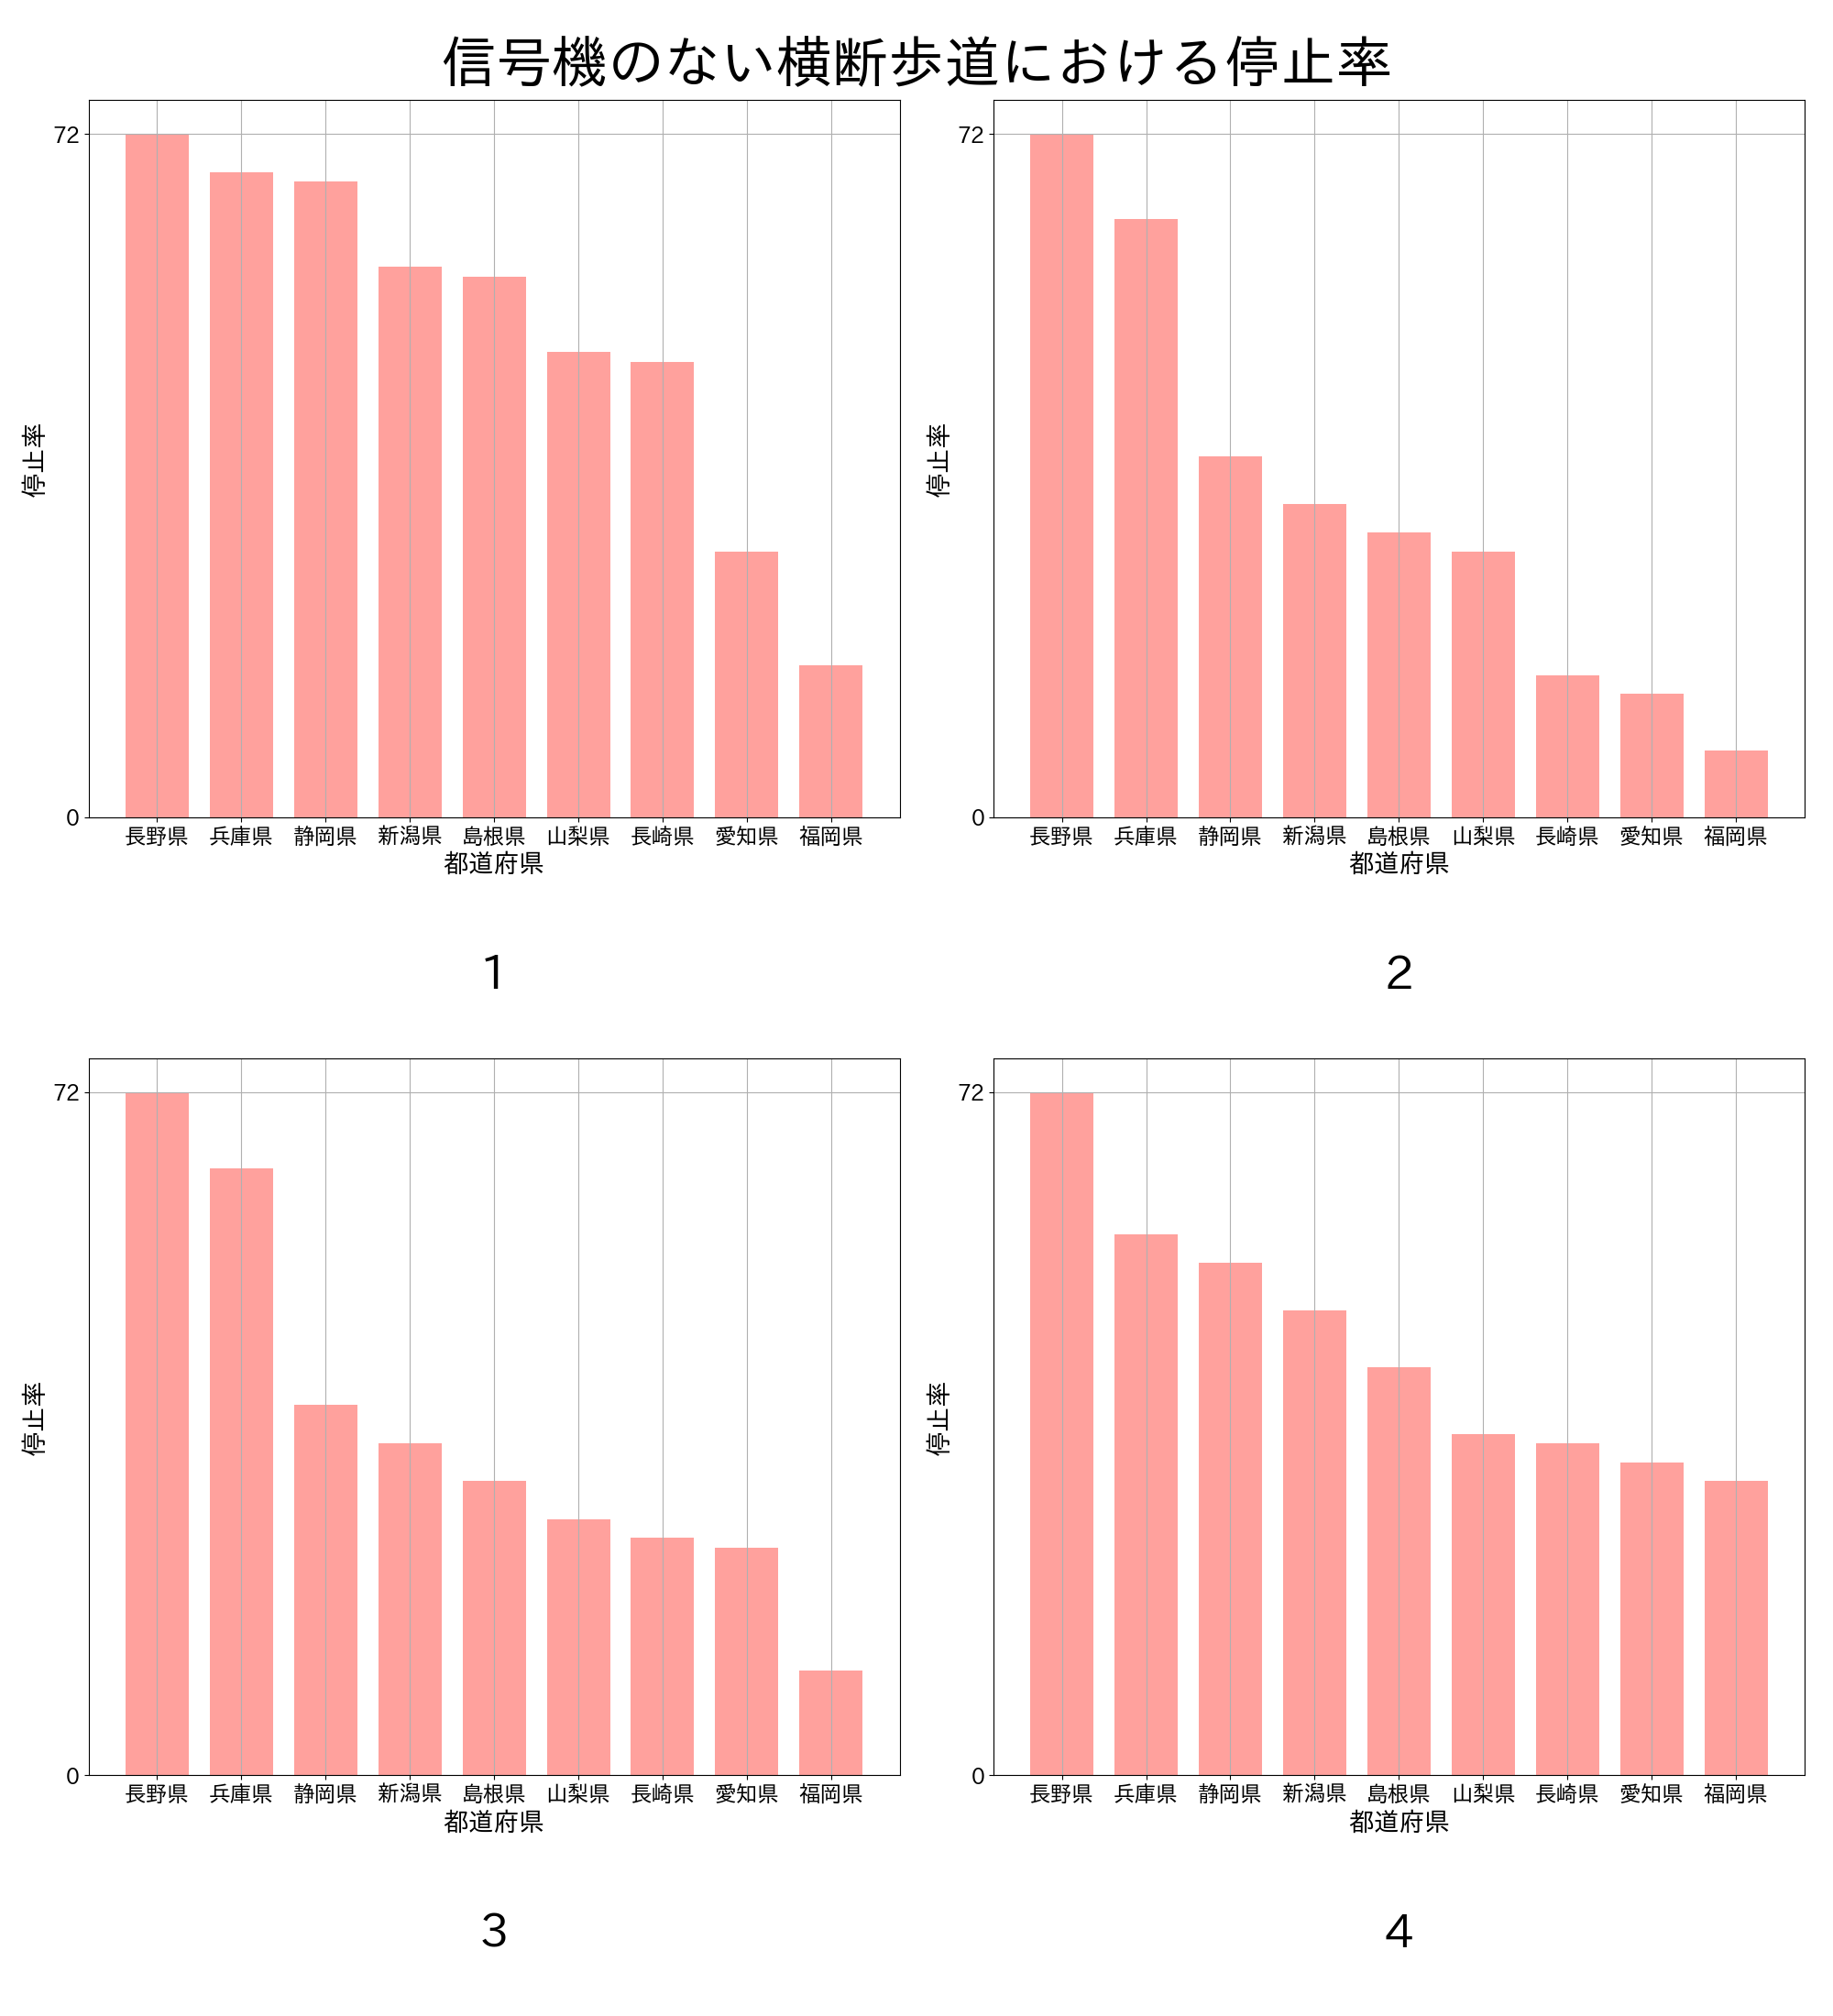 信号機のない横断歩道における停止率
72
0
停止率
長野県 兵庫県 静岡県 新潟県 島根県 山梨県 長崎県 愛知県 福岡県
都道府県
1
72
0
停止率
長野県 兵庫県 静岡県 新潟県 島根県 山梨県 長崎県 愛知県 福岡県
都道府県
2
72
0
停止率
長野県 兵庫県 静岡県 新潟県 島根県 山梨県 長崎県 愛知県 福岡県
都道府県
3
72
0
停止率
長野県 兵庫県 静岡県 新潟県 島根県 山梨県 長崎県 愛知県 福岡県
都道府県
4